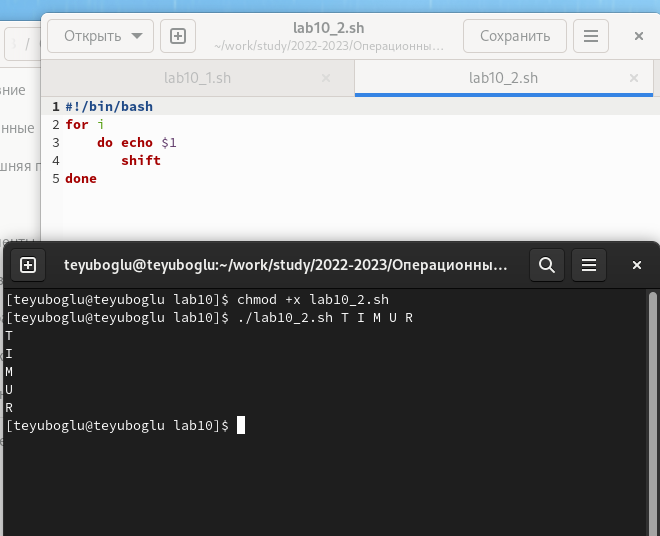 lab10_2.sh
Открыть
~/work/study/2022-2023/Операционны…
Сохранить
lab10_1.sh
lab10_2.sh
1 #!/bin/bash
2 for i
3     do echo $1
4        shift
5 done
teyuboglu@teyuboglu:~/work/study/2022-2023/Операционны…
[teyuboglu@teyuboglu lab10]$ chmod +x lab10_2.sh
[teyuboglu@teyuboglu lab10]$ ./lab10_2.sh T I M U R
T
I
M
U
R
[teyuboglu@teyuboglu lab10]$